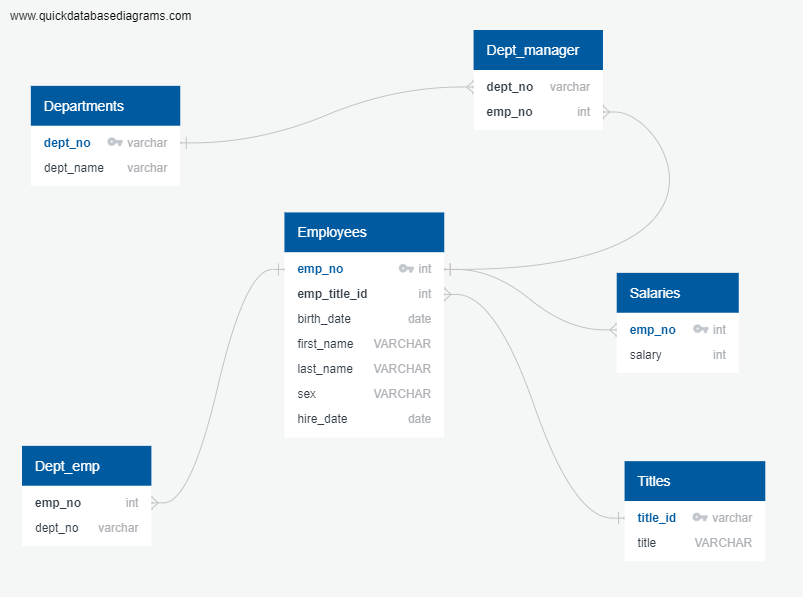 www.quickdatabasediagrams.com
Dept_manager
dept_no varchar
emp_no int
Departments
dept_no varchar
dept_name varchar
Employees
emp_no int
emp_title_id int
birth_date date
first_name VARCHAR
last_name VARCHAR
sex VARCHAR
hire_date date
Salaries
emp_no int
salary int
Dept_emp
emp_no int
dept_no varchar
Titles
title_id varchar
title VARCHAR